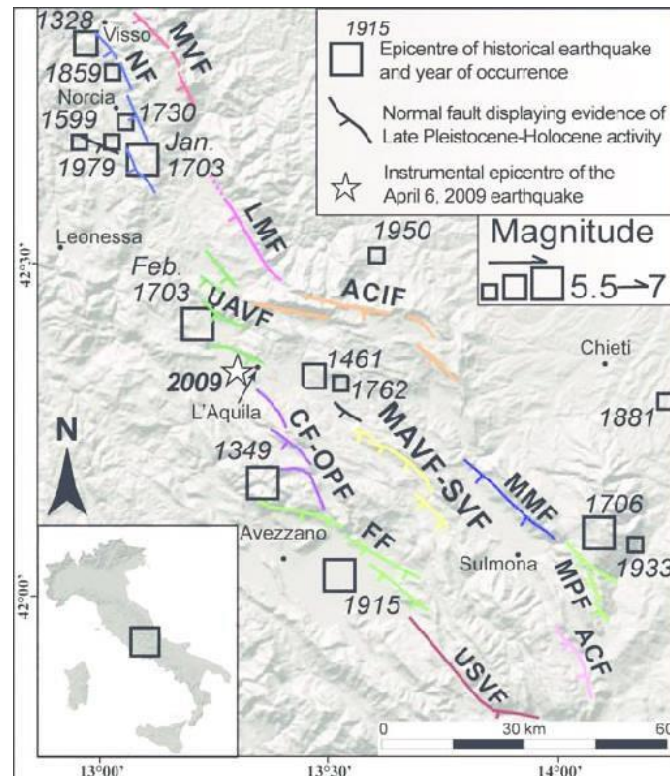 1328
Visso
MVF
1859
NF
Norcia
1730
1599
Jan.
1703
1979
1915
Epicentre of historical earthquake
and year of occurrence
Normal fault displaying evidence of
Late Pleistocene-Holocene activity
Instrumental epicentre of the
April 6, 2009 earthquake
Magnitude
5.5→7
Leonessa
LMF
1950
42°30'
Feb.
1703
UAVF
ACIF
Chieti
1461
1762
2009
L'Aquila
1881
N
1349
CF-OPF
MAVF-SVF
MMF
1706
Avezzano
FF
Sulmona
1933
MPF
42°00'
1915
ACF
USVF
0
30 km
60
13°00'
13°30'
14°00'